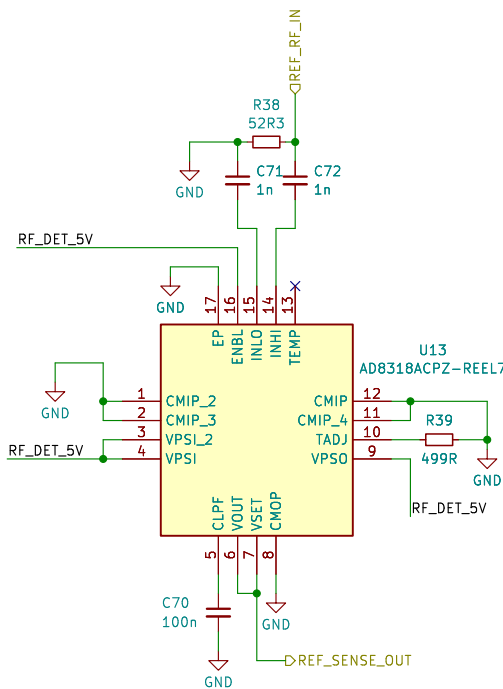 REF_RF_IN
R38
52R3
C71
1n
C72
1n
GND
RF_DET_5V
GND
17
16
15
14
13
EP
ENBL
INLO
INHI
TEMP
U13
AD8318ACPZ-REEL7
GND
1 CMIP_2
2 CMIP_3
3 VPSI_2
4 VPSI
RF_DET_5V
CMIP 12
CMIP_4 11
TADJ 10
VPSO 9
R39
499R
GND
RF_DET_5V
CLPF
VOUT
VSET
CMOP
5
6
7
8
C70
100n
GND
GND
REF_SENSE_OUT